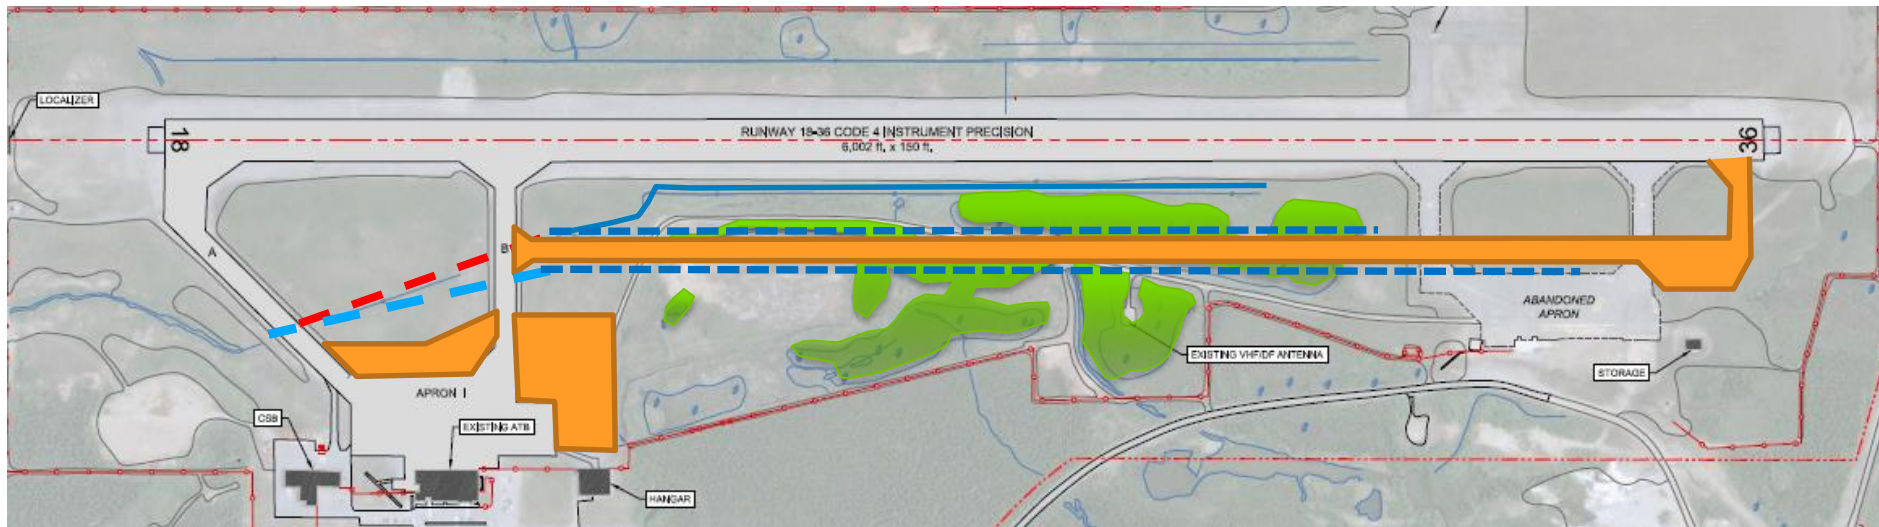 LOCALIZER
18
RUNWAY 18-36 CODE 4 INSTRUMENT PRECISION
6,002 ft. x 150 ft.
36
A
B
ABANDONED
APRON
EXISTING VHF/DF ANTENNA
STORAGE
APRON I
CSB
EXISTING ATB
HANGAR